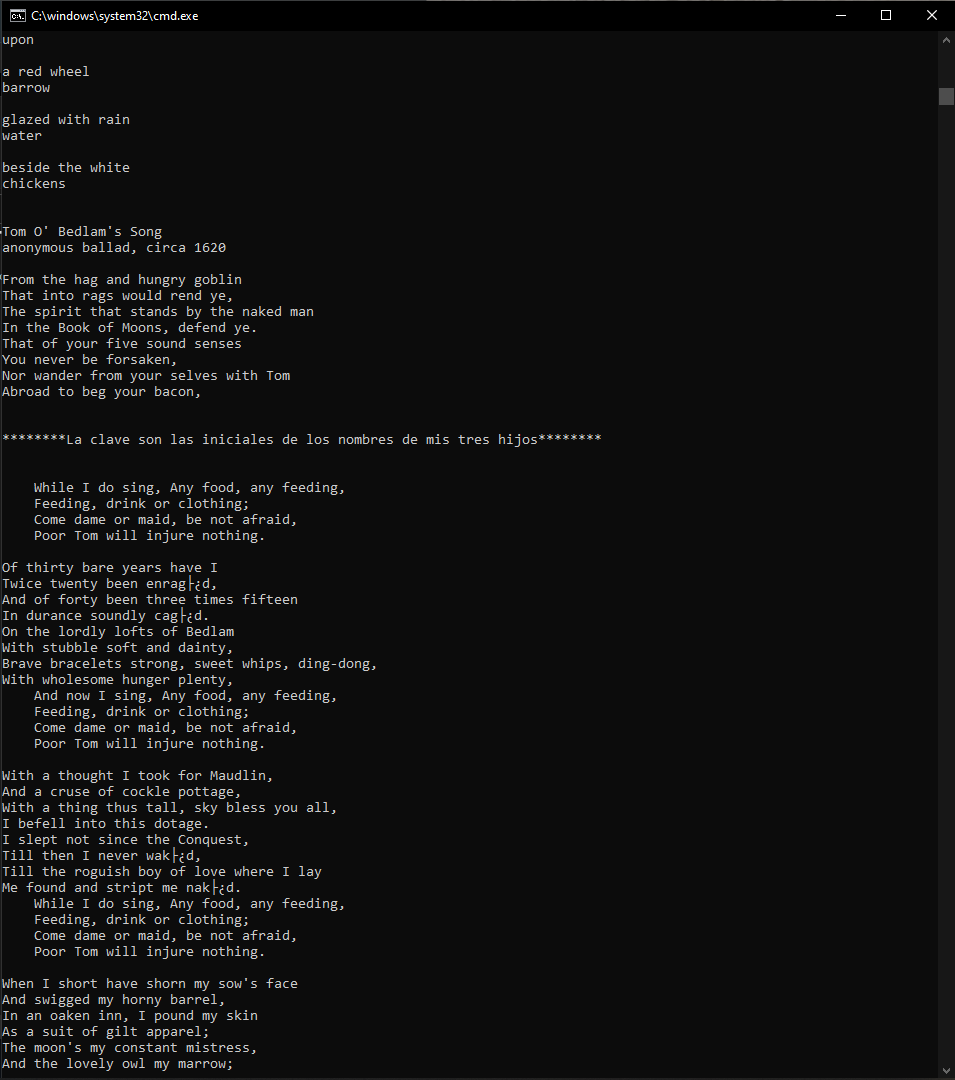 C:\windows\system32\cmd.exe
upon
a red wheel
barrow
glazed with rain
water
beside the white
chickens
Tom O' Bedlam's Song
anonymous ballad, circa 1620
From the hag and hungry goblin
That into rags would rend ye,
The spirit that stands by the naked man
In the Book of Moons, defend ye.
That of your five sound senses
You never be forsaken,
Nor wander from your selves with Tom
Abroad to beg your bacon,
********La clave son las iniciales de los nombres de mis tres hijos********
While I do sing, Any food, any feeding,
Feeding, drink or clothing;
Come dame or maid, be not afraid,
Poor Tom will injure nothing.
Of thirty bare years have I
Twice twenty been enrag├¿d,
And of forty been three times fifteen
In durance soundly cag├¿d.
On the lordly lofts of Bedlam
With stubble soft and dainty,
Brave bracelets strong, sweet whips, ding-dong,
With wholesome hunger plenty,
And now I sing, Any food, any feeding,
Feeding, drink or clothing;
Come dame or maid, be not afraid,
Poor Tom will injure nothing.
With a thought I took for Maudlin,
And a cruse of cockle pottage,
With a thing thus tall, sky bless you all,
I befell into this dotage.
I slept not since the Conquest,
Till then I never wak├¿d,
Till the roguish boy of love where I lay
Me found and stript me nak├¿d.
While I do sing, Any food, any feeding,
Feeding, drink or clothing;
Come dame or maid, be not afraid,
Poor Tom will injure nothing.
When I short have shorn my sow's face
And swigged my horny barrel,
In an oaken inn, I pound my skin
As a suit of gilt apparel;
The moon's my constant mistress,
And the lovely owl my marrow;